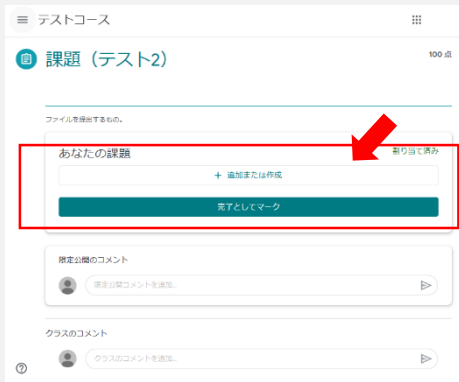 テストコース
課題（テスト2）
100 点
ファイルを提出するもの。
あなたの課題
割り当て済み
+ 追加または作成
完了としてマーク
限定公開のコメント
限定公開コメントを追加...
クラスのコメント
クラスのコメントを追加...